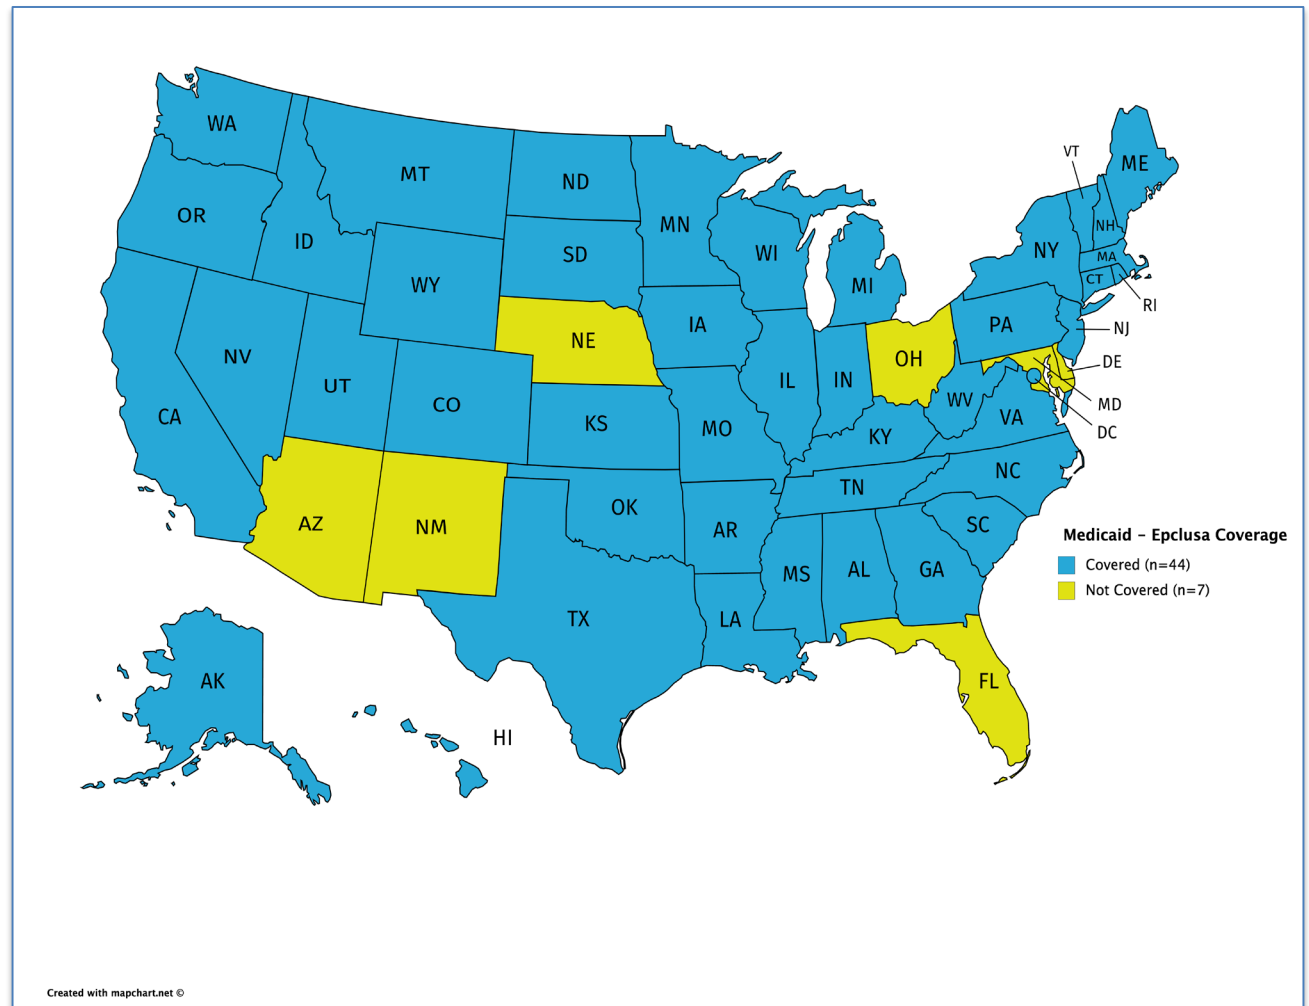 WA
MT
ND
MN
VT
ME
OR
ID
SD
WI
NY
NH
MA
WY
MI
CT
RI
IA
PA
NJ
NV
NE
OH
DE
UT
IL
IN
CO
WV
MD
CA
KS
MO
KY
VA
DC
NC
TN
AZ
NM
OK
AR
SC
MS
AL
GA
Medicaid – Epclusa Coverage
Covered (n=44)
Not Covered (n=7)
TX
LA
AK
FL
HI
Created with mapchart.net ©